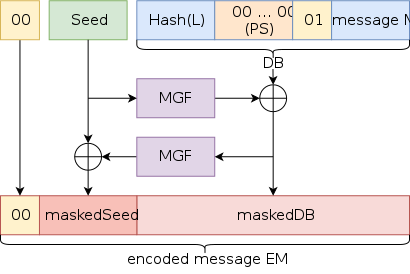 00 Seed Hash(L) 00 ... 00 01 message M
(PS)
DB
MGF
MGF
00 maskedSeed maskedDB
encoded message EM